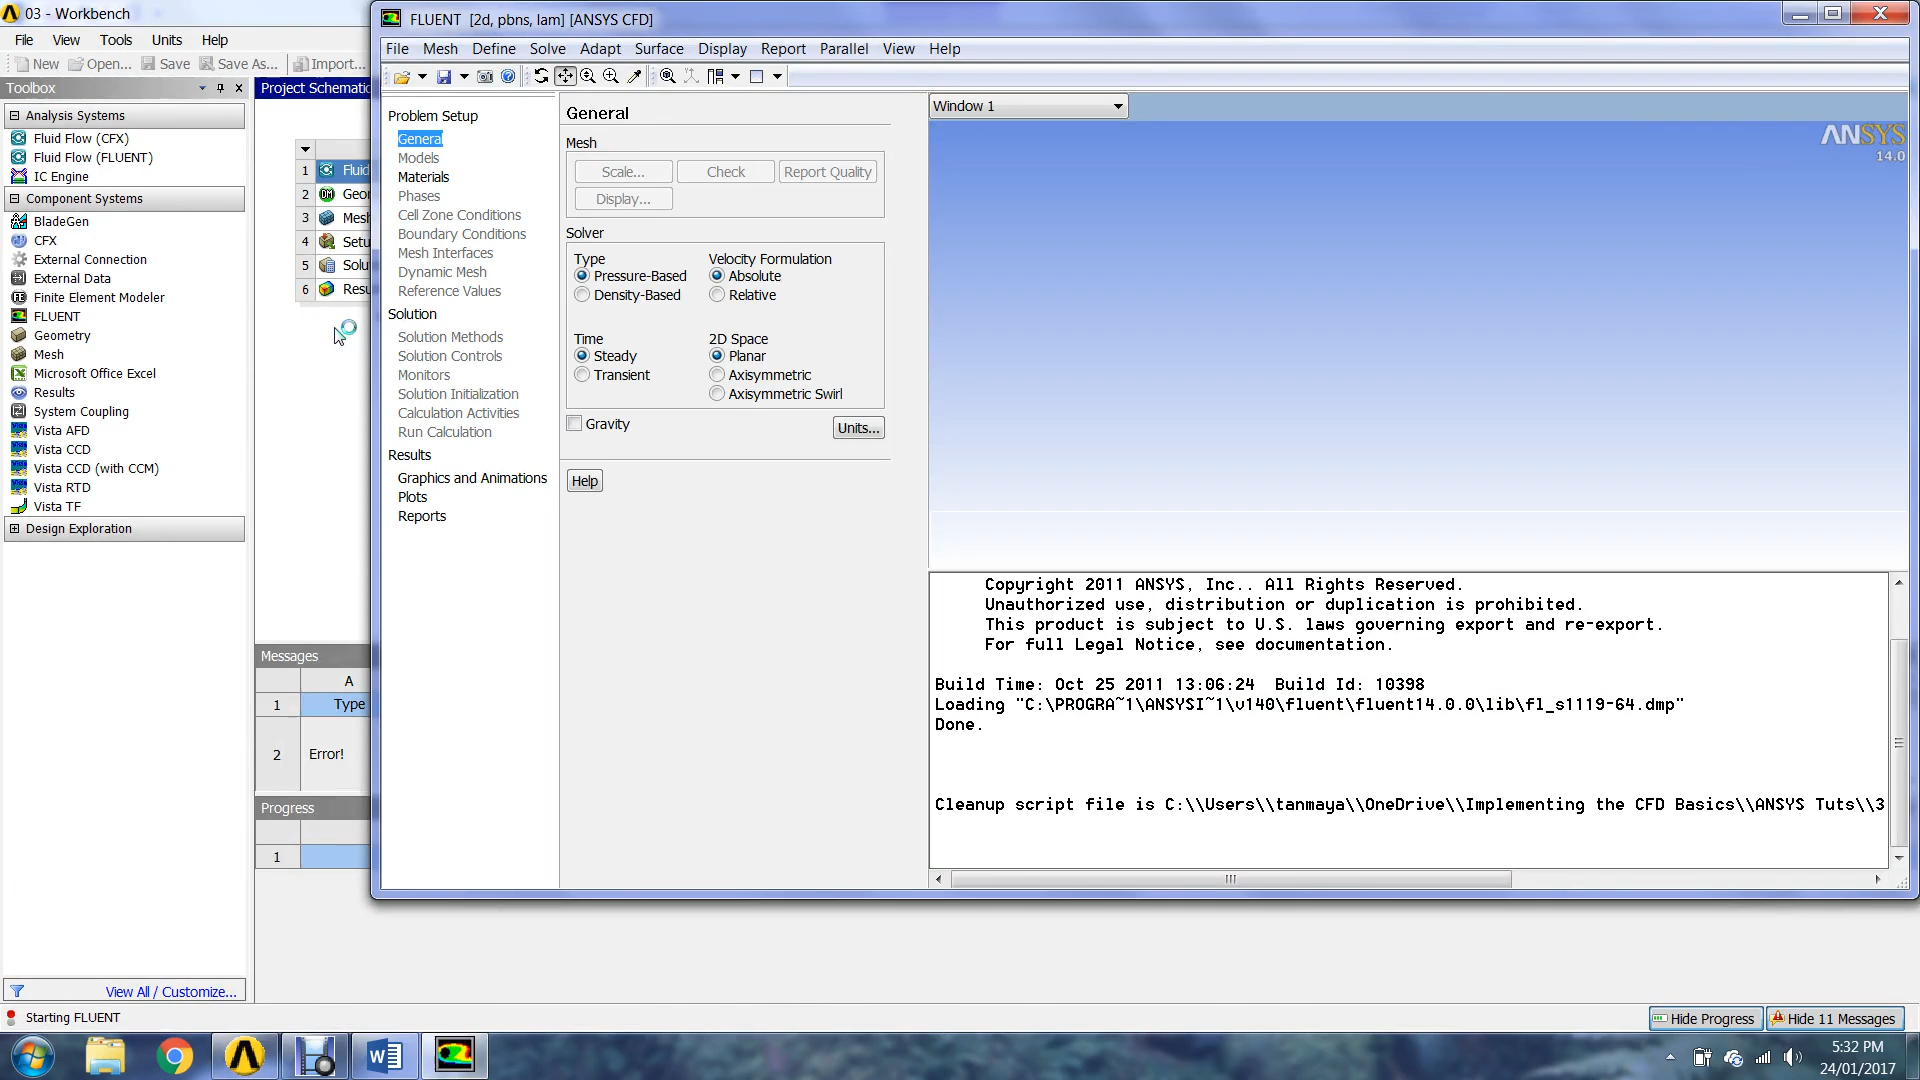 03 - Workbench
File View Tools Units Help
New Open... Save Save As... Import...
Toolbox
Analysis Systems
Fluid Flow (CFX)
Fluid Flow (FLUENT)
IC Engine
Component Systems
BladeGen
CFX
External Connection
External Data
Finite Element Modeler
FLUENT
Geometry
Mesh
Microsoft Office Excel
Results
System Coupling
Vista AFD
Vista CCD
Vista CCD (with CCM)
Vista RTD
Vista TF
Design Exploration
View All / Customize...
Project Schematic
1 Fluid
2 Geo
3 Mesh
4 Setu
5 Solu
6 Resu
Messages
A
1 Type
2 Error!
Progress
1
FLUENT [2d, pbns, lam] [ANSYS CFD]
File Mesh Define Solve Adapt Surface Display Report Parallel View Help
Problem Setup
General
Models
Materials
Phases
Cell Zone Conditions
Boundary Conditions
Mesh Interfaces
Dynamic Mesh
Reference Values
Solution
Solution Methods
Solution Controls
Monitors
Solution Initialization
Calculation Activities
Run Calculation
Results
Graphics and Animations
Plots
Reports
General
Mesh
Scale... Check Report Quality
Display...
Solver
Type Velocity Formulation
Pressure-Based Absolute
Density-Based Relative
Time 2D Space
Steady Planar
Transient Axisymmetric
Axisymmetric Swirl
Gravity Units...
Help
Window 1
ANSYS
14.0
Copyright 2011 ANSYS, Inc.. All Rights Reserved.
Unauthorized use, distribution or duplication is prohibited.
This product is subject to U.S. laws governing export and re-export.
For full Legal Notice, see documentation.
Build Time: Oct 25 2011 13:06:24 Build Id: 10398
Loading "C:\PROGRA~1\ANSYSI~1\v140\fluent\fluent14.0.0\lib\fl_s1119-64.dmp"
Done.
Cleanup script file is C:\\Users\\tanmaya\\OneDrive\\Implementing the CFD Basics\\ANSYS Tuts\\3
Starting FLUENT
Hide Progress Hide 11 Messages
5:32 PM
24/01/2017